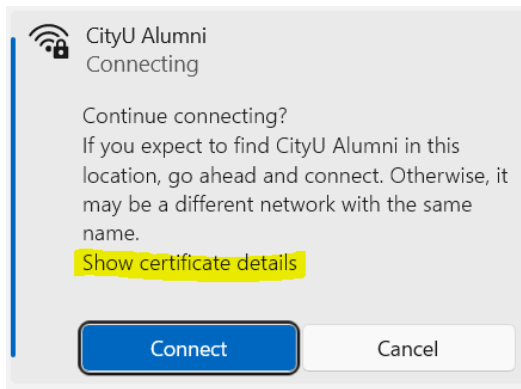 CityU Alumni
Connecting
Continue connecting?
If you expect to find CityU Alumni in this
location, go ahead and connect. Otherwise, it
may be a different network with the same
name.
Show certificate details
Connect
Cancel